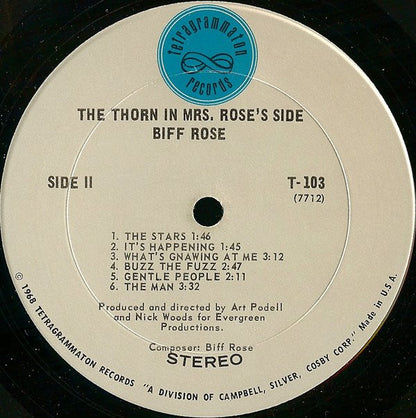 tetragrammaton
records
THE THORN IN MRS. ROSE'S SIDE
BIFF ROSE
SIDE II
T-103
(7712)
1. THE STARS 1:46
2. IT'S HAPPENING 1:45
3. WHAT'S GNAWING AT ME 3:12
4. BUZZ THE FUZZ 2:47
5. GENTLE PEOPLE 2:11
6. THE MAN 3:32
Produced and directed by Art Podell
and Nick Woods for Evergreen
Productions.
Composer: Biff Rose
STEREO
© 1968 TETRAGRAMMATON RECORDS "A DIVISION OF CAMPBELL, SILVER, COSBY CORP." Made in U.S.A.